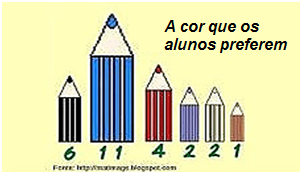 A cor que os
alunos preferem
6 11 4 2 2 1
Fonte: http://matimage.blogspot.com